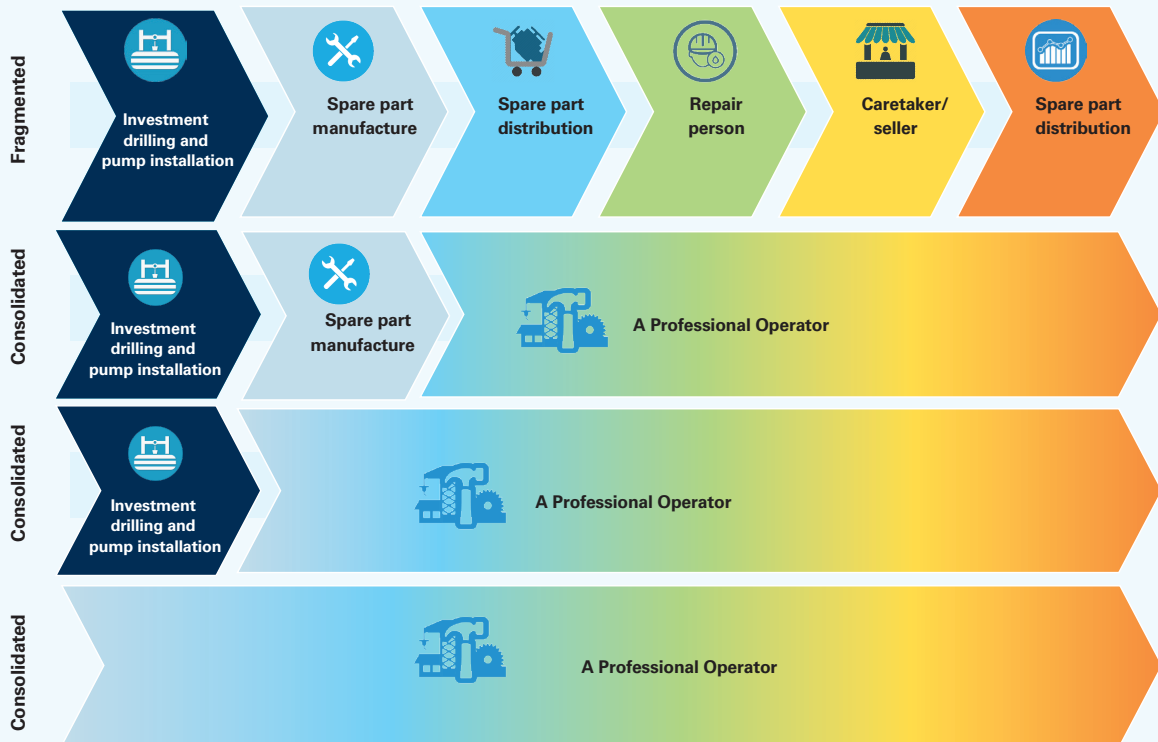 Fragmented
Investment
drilling and
pump installation
Spare part
manufacture
Spare part
distribution
Repair
person
Caretaker/
seller
Spare part
distribution
Consolidated
Investment
drilling and
pump installation
Spare part
manufacture
A Professional Operator
Consolidated
Investment
drilling and
pump installation
A Professional Operator
Consolidated
A Professional Operator